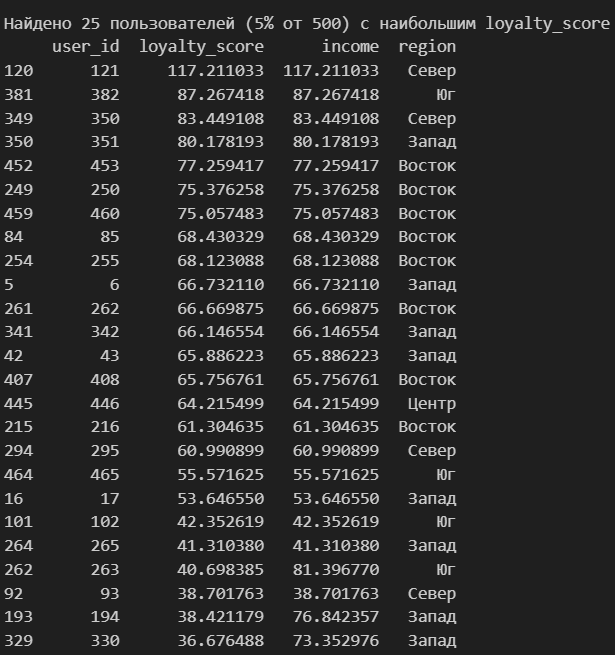 Найдено 25 пользователей (5% от 500) с наибольшим loyalty_score
user_id loyalty_score income region
120 121 117.211033 117.211033 Север
381 382 87.267418 87.267418 Юг
349 350 83.449108 83.449108 Север
350 351 80.178193 80.178193 Запад
452 453 77.259417 77.259417 Восток
249 250 75.376258 75.376258 Восток
459 460 75.057483 75.057483 Восток
84 85 68.430329 68.430329 Восток
254 255 68.123088 68.123088 Восток
5 6 66.732110 66.732110 Запад
261 262 66.669875 66.669875 Восток
341 342 66.146554 66.146554 Запад
42 43 65.886223 65.886223 Запад
407 408 65.756761 65.756761 Восток
445 446 64.215499 64.215499 Центр
215 216 61.304635 61.304635 Восток
294 295 60.990899 60.990899 Север
464 465 55.571625 55.571625 Юг
16 17 53.646550 53.646550 Запад
101 102 42.352619 42.352619 Юг
264 265 41.310380 41.310380 Запад
262 263 40.698385 81.396770 Юг
92 93 38.701763 38.701763 Север
193 194 38.421179 76.842357 Запад
329 330 36.676488 73.352976 Запад